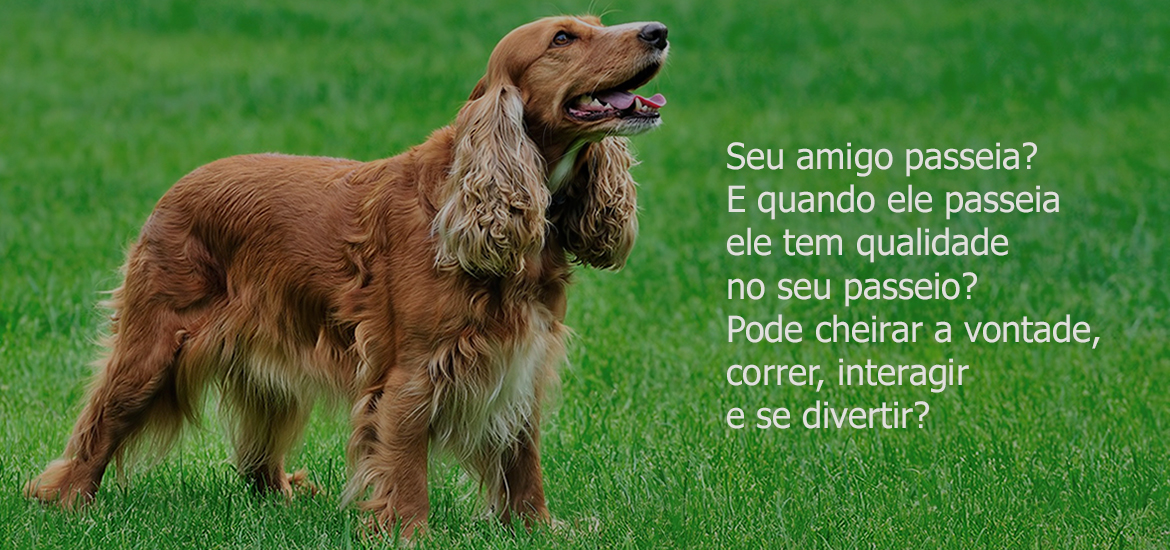 Seu amigo passeia?
E quando ele passeia
ele tem qualidade
no seu passeio?
Pode cheirar a vontade,
correr, interagir
e se divertir?